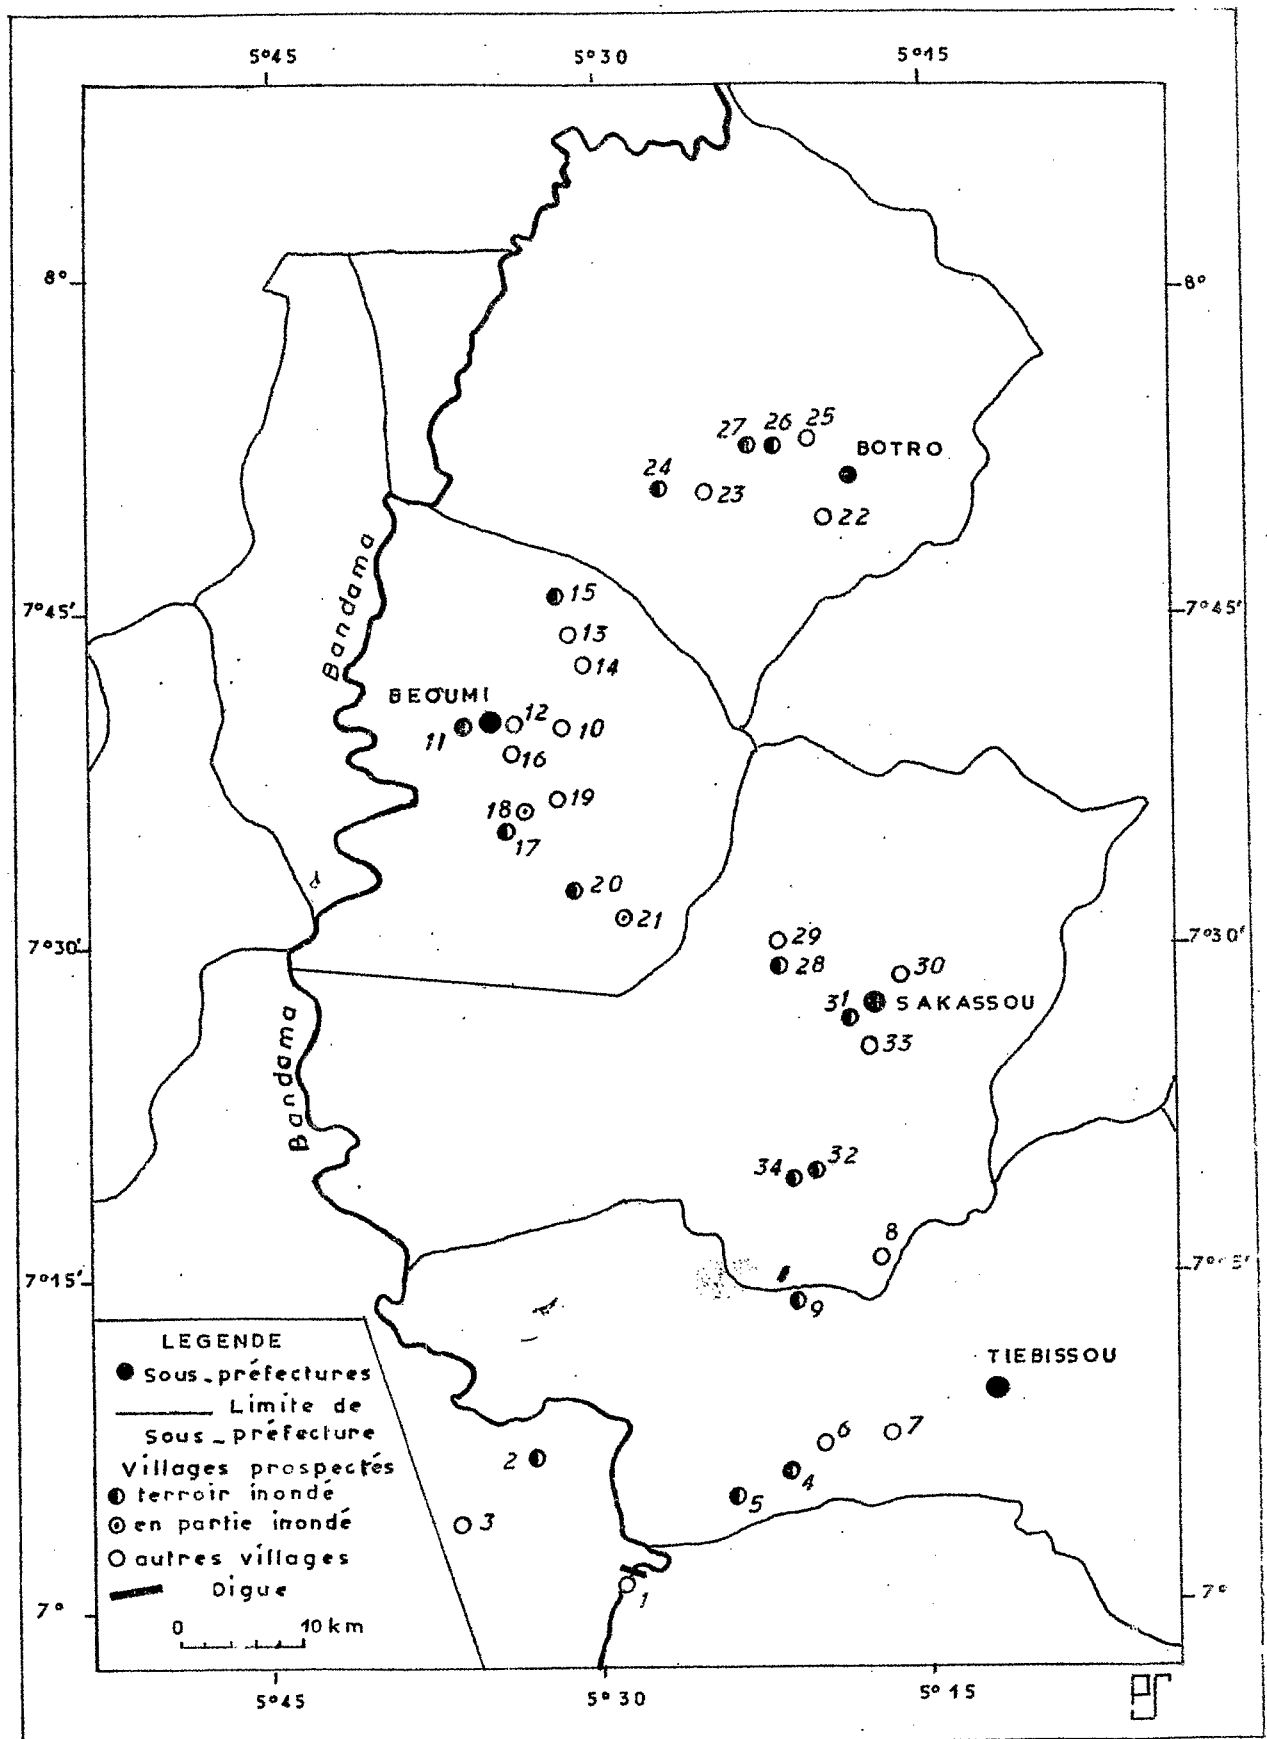 5°45 5°30 5°15
8° 8°
27 26 25
BOTRO
24
23
22
Bandama
15
7°45' 7°45'
13
14
BEOUMI
12
10
11
16
19
18
17
20
21
7°30' 7°30'
29
28
30
31 SAKASSOU
33
Bandama
34 32
8
7°15'
9
TIEBISSOU
LEGENDE
Sous_préfectures
Limite de
Sous_préfecture
Villages prospectés
terroir inondé
en partie inondé
autres villages
Digue
0 10 km
2
3
6 7
4
5
1
7° 7°
5°45 5°30 5°15